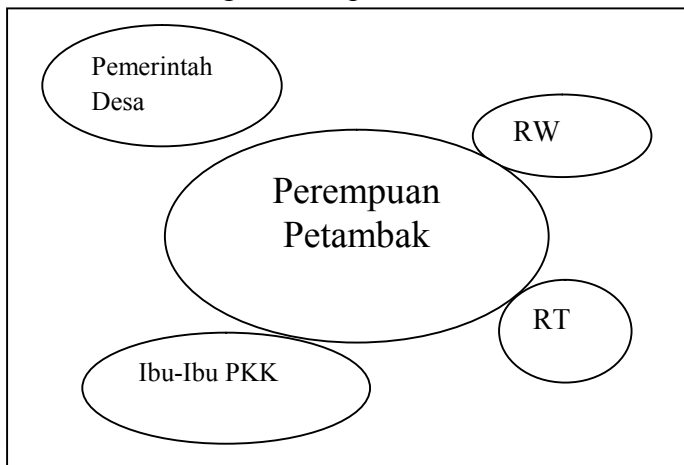 Pemerintah
Desa
RW
Perempuan
Petambak
RT
Ibu-Ibu PKK